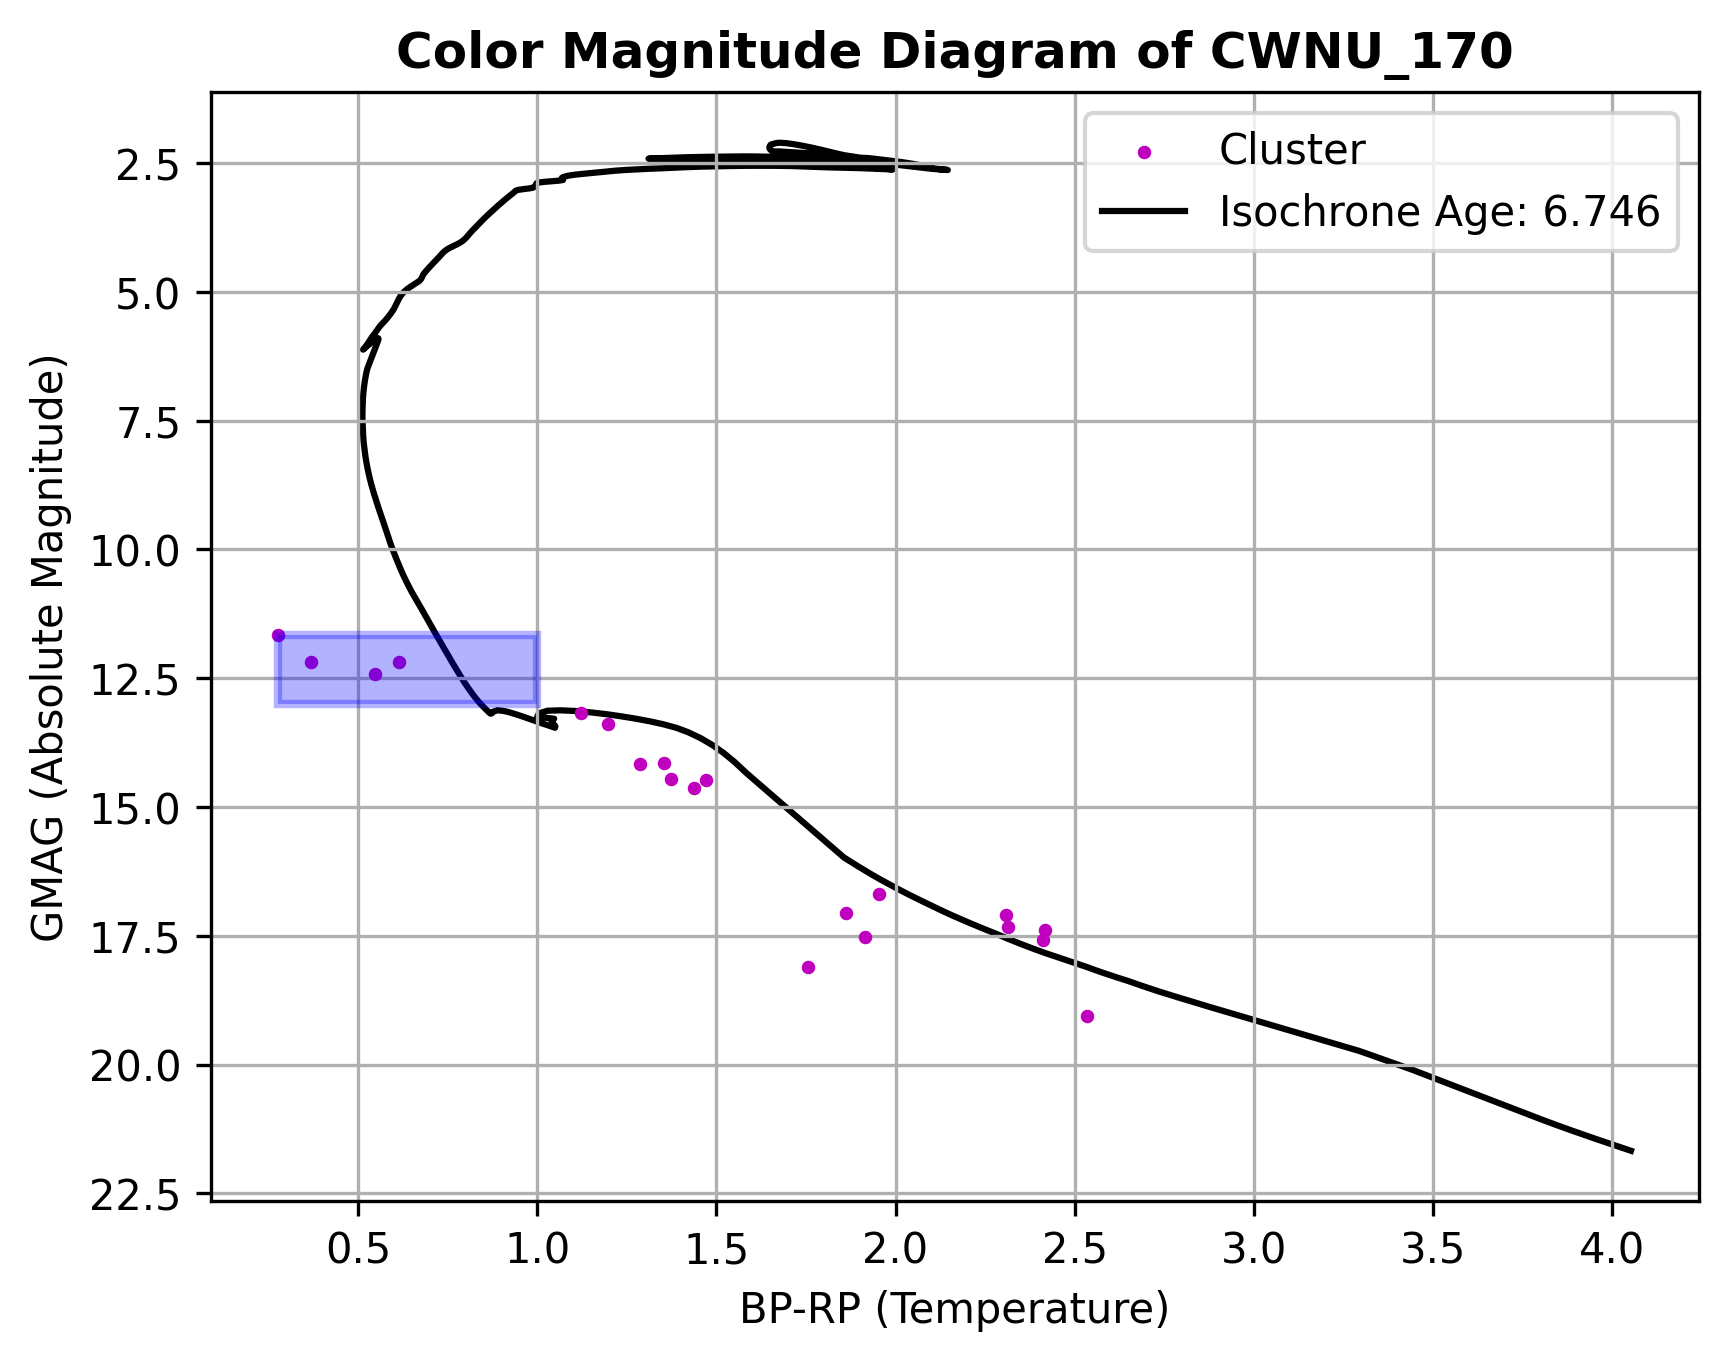 Color Magnitude Diagram of CWNU_170
Cluster
Isochrone Age: 6.746
GMAG (Absolute Magnitude)
2.5
5.0
7.5
10.0
12.5
15.0
17.5
20.0
22.5
0.5 1.0 1.5 2.0 2.5 3.0 3.5 4.0
BP-RP (Temperature)